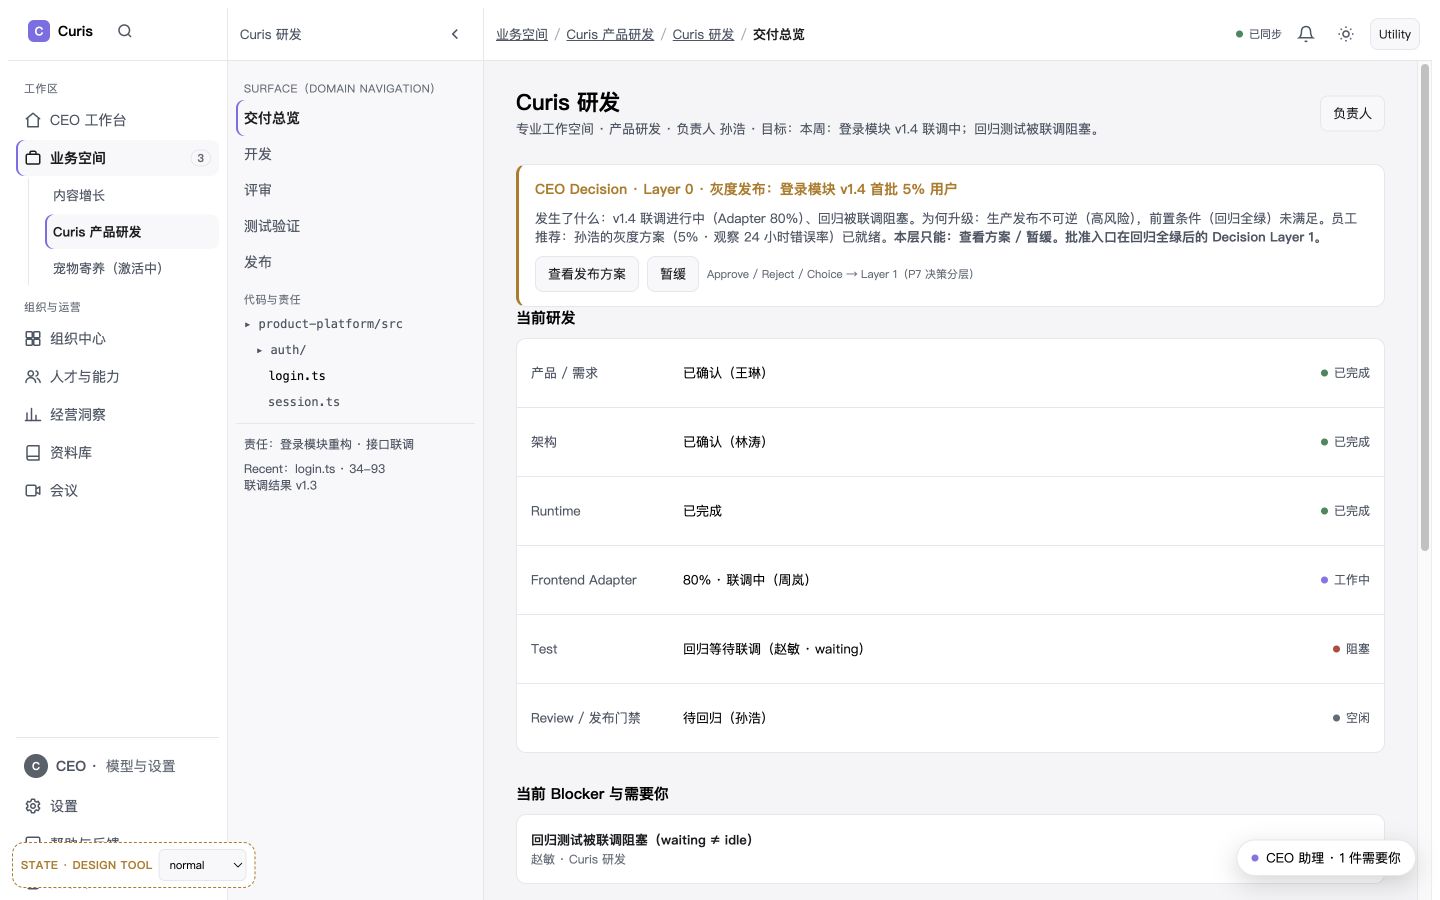 C Curis
工作区
CEO 工作台
业务空间 3
内容增长
Curis 产品研发
宠物寄养（激活中）
组织与运营
组织中心
人才与能力
经营洞察
资料库
会议
C CEO · 模型与设置
设置
STATE · DESIGN TOOL normal
Curis 研发
SURFACE（DOMAIN NAVIGATION）
交付总览
开发
评审
测试验证
发布
代码与责任
▸ product-platform/src
▸ auth/
login.ts
session.ts
责任：登录模块重构 · 接口联调
Recent：login.ts · 34–93
联调结果 v1.3
业务空间 / Curis 产品研发 / Curis 研发 / 交付总览
已同步
Utility
Curis 研发
专业工作空间 · 产品研发 · 负责人 孙浩 · 目标：本周：登录模块 v1.4 联调中；回归测试被联调阻塞。
负责人
CEO Decision · Layer 0 · 灰度发布：登录模块 v1.4 首批 5% 用户
发生了什么：v1.4 联调进行中（Adapter 80%）、回归被联调阻塞。为何升级：生产发布不可逆（高风险），前置条件（回归全绿）未满足。员工
推荐：孙浩的灰度方案（5% · 观察 24 小时错误率）已就绪。本层只能：查看方案 / 暂缓。批准入口在回归全绿后的 Decision Layer 1。
查看发布方案 暂缓 Approve / Reject / Choice → Layer 1（P7 决策分层）
当前研发
产品 / 需求 已确认（王琳） 已完成
架构 已确认（林涛） 已完成
Runtime 已完成 已完成
Frontend Adapter 80% · 联调中（周岚） 工作中
Test 回归等待联调（赵敏 · waiting） 阻塞
Review / 发布门禁 待回归（孙浩） 空闲
当前 Blocker 与需要你
回归测试被联调阻塞（waiting ≠ idle）
赵敏 · Curis 研发
CEO 助理 · 1 件需要你